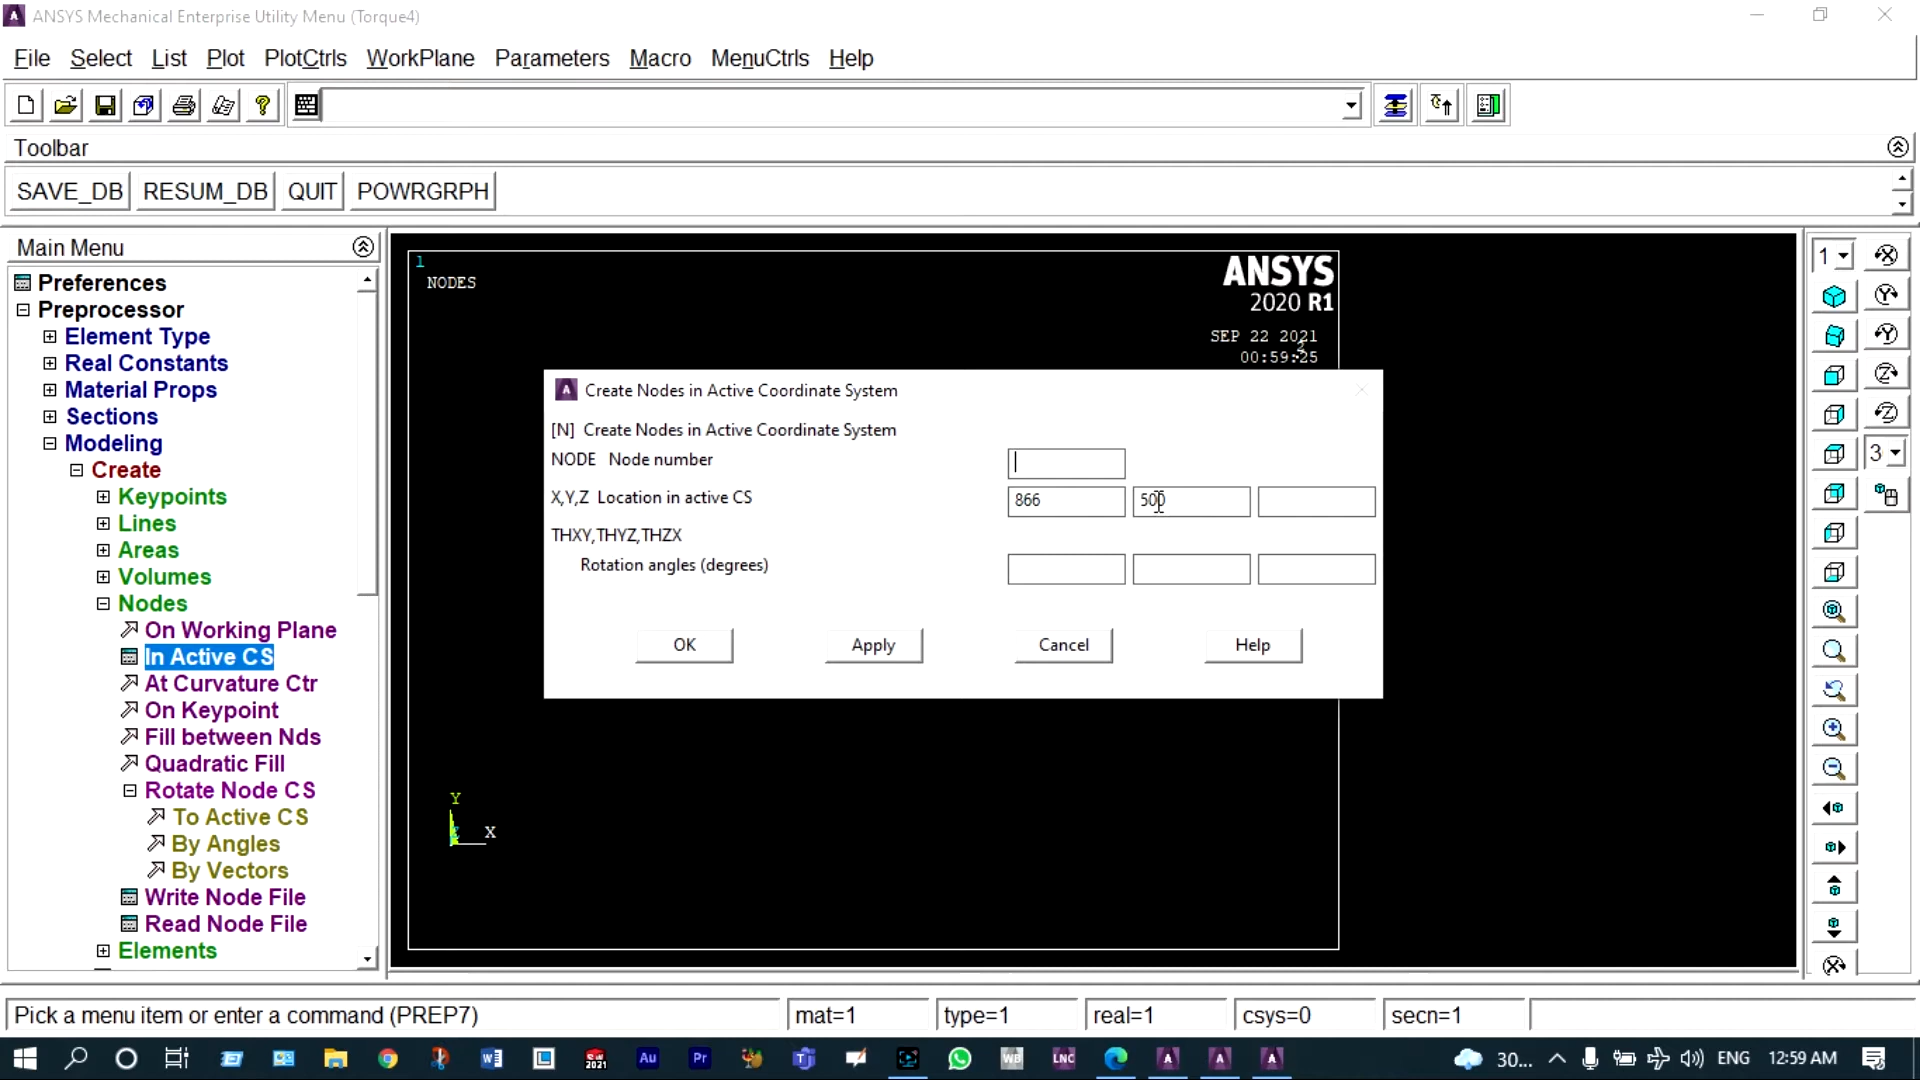 ANSYS Mechanical Enterprise Utility Menu (Torque4)
File Select List Plot PlotCtrls WorkPlane Parameters Macro MenuCtrls Help
Toolbar
SAVE_DB RESUM_DB QUIT POWRGRPH
Main Menu
Preferences
Preprocessor
Element Type
Real Constants
Material Props
Sections
Modeling
Create
Keypoints
Lines
Areas
Volumes
Nodes
On Working Plane
In Active CS
At Curvature Ctr
On Keypoint
Fill between Nds
Quadratic Fill
Rotate Node CS
To Active CS
By Angles
By Vectors
Write Node File
Read Node File
Elements
1
NODES
ANSYS
2020 R1
SEP 22 2021
00:59:25
2
Create Nodes in Active Coordinate System
[N] Create Nodes in Active Coordinate System
NODE Node number
X,Y,Z Location in active CS 866 500
THXY,THYZ,THZX
Rotation angles (degrees)
OK Apply Cancel Help
Y
Z
X
1
3
Pick a menu item or enter a command (PREP7) mat=1 type=1 real=1 csys=0 secn=1
30... ENG 12:59 AM